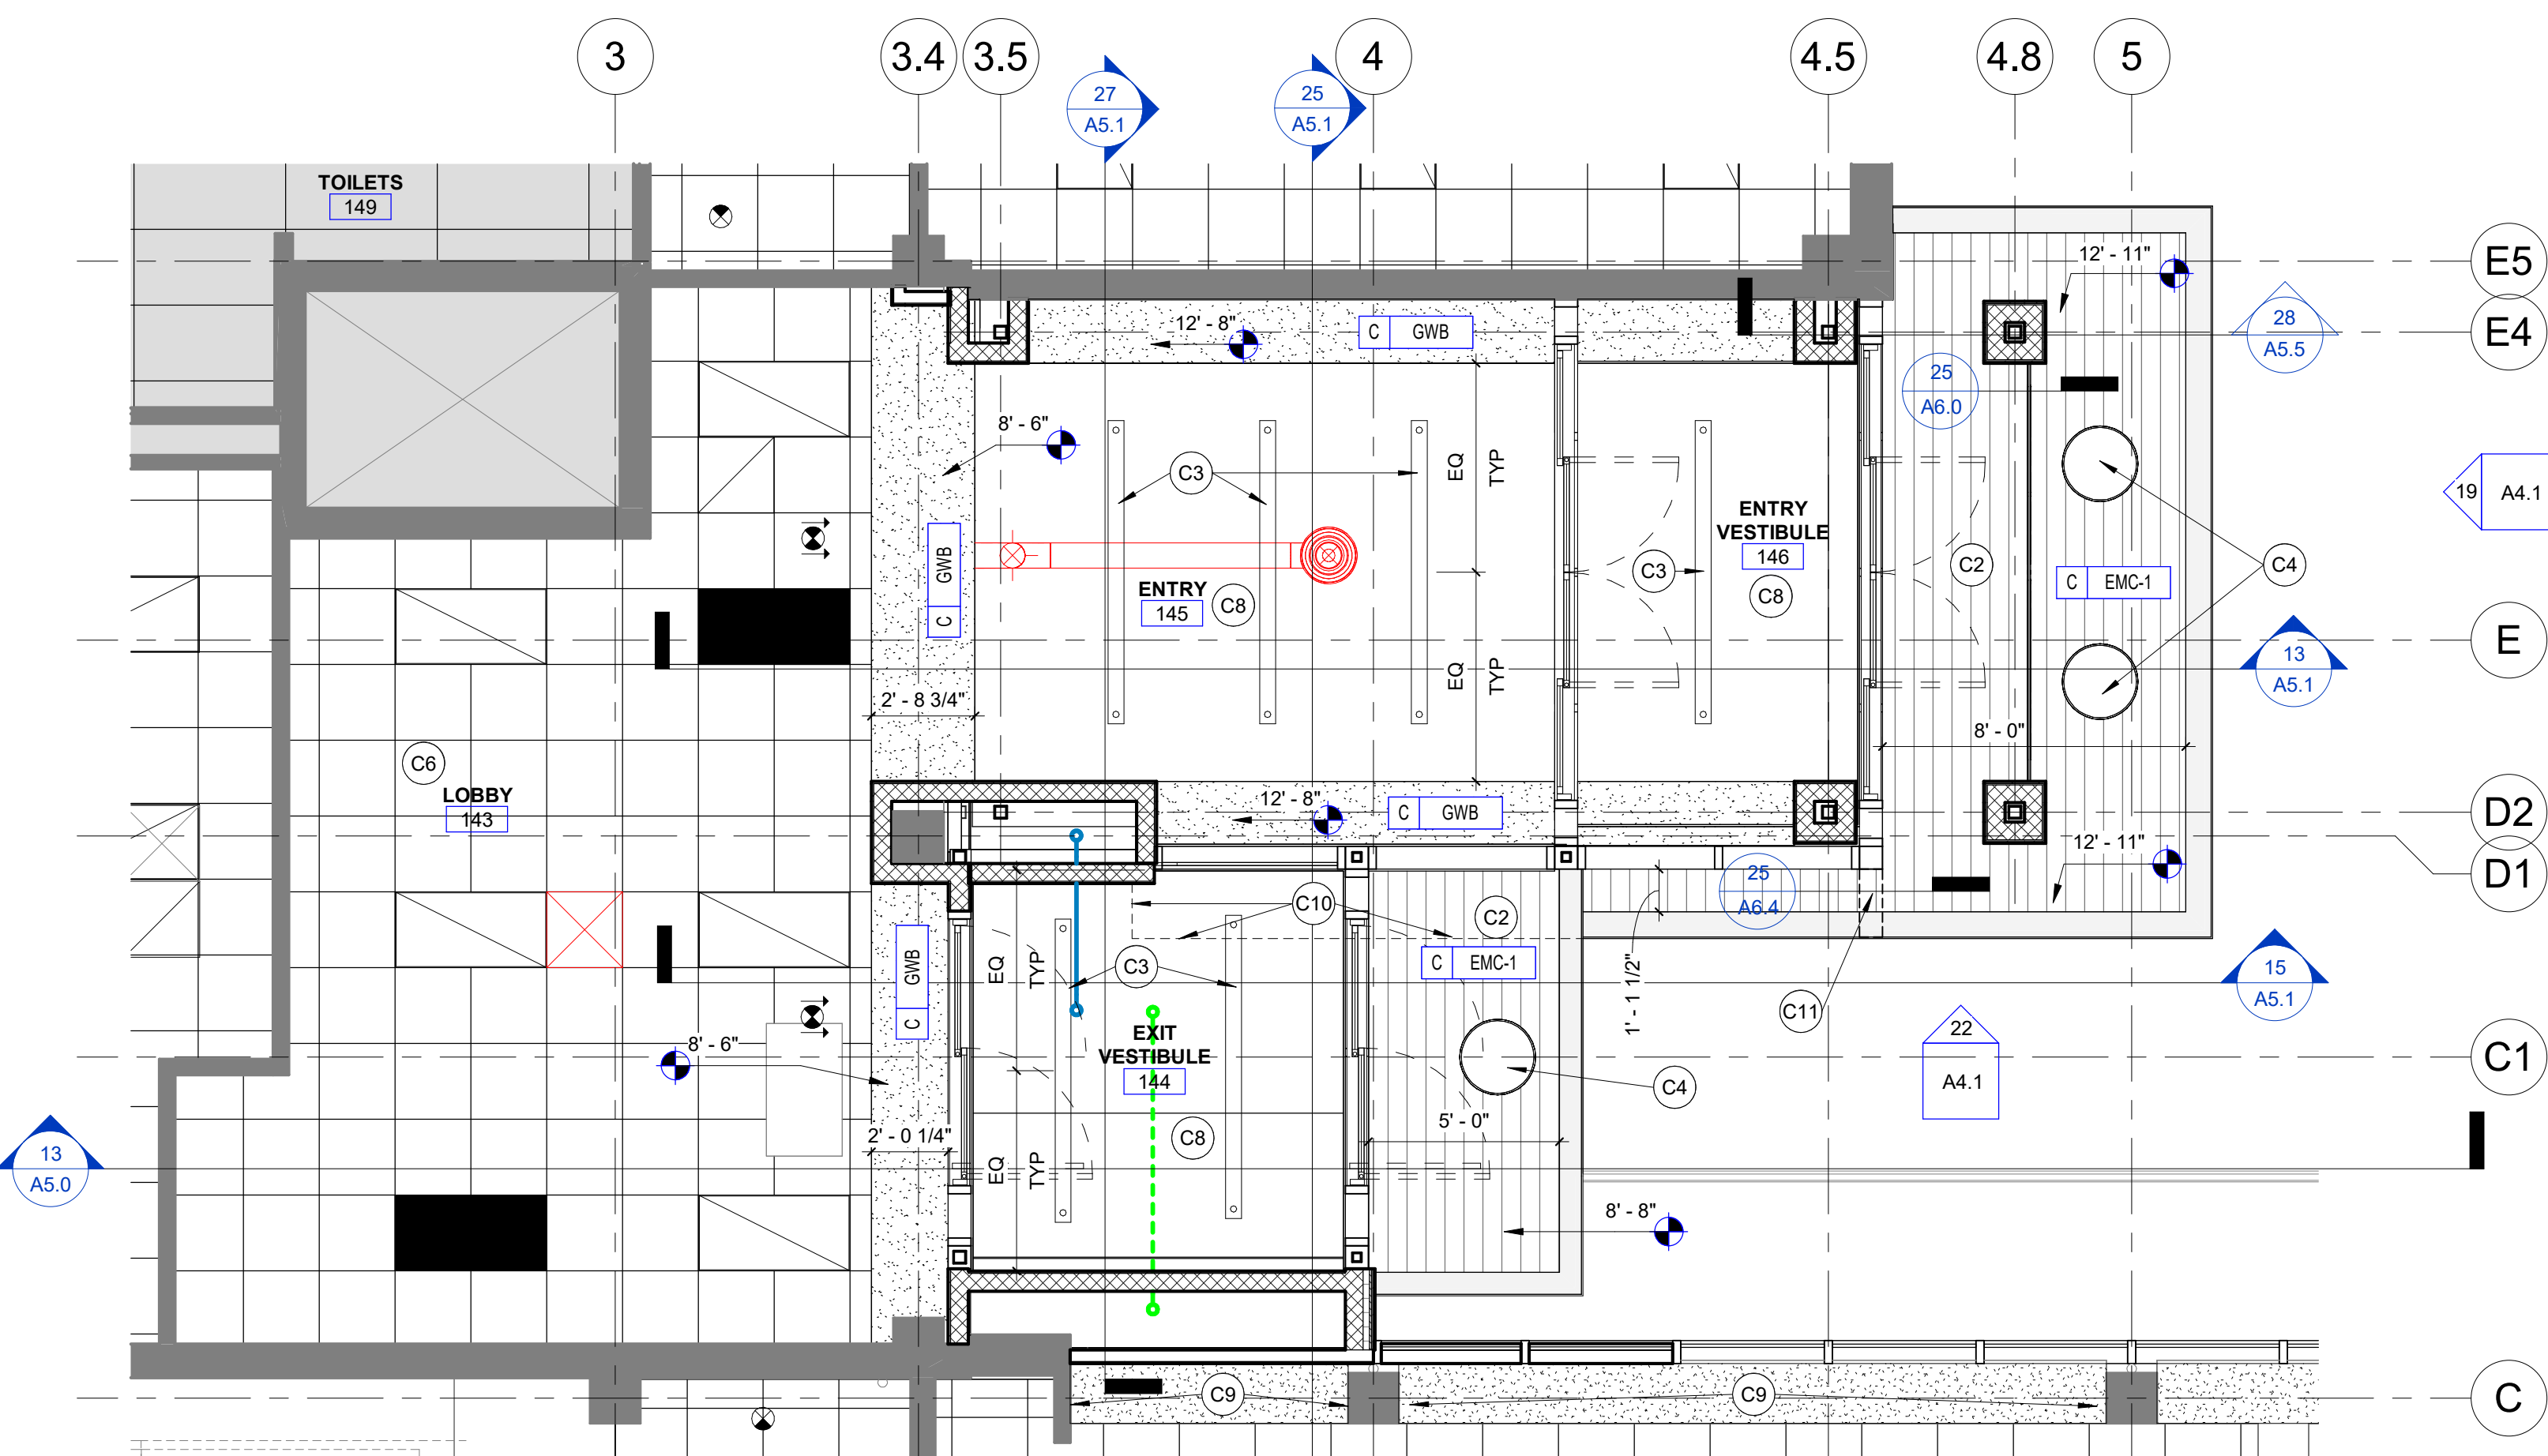 3
3.4
3.5
4
4.5
4.8
5
27
A5.1
25
A5.1
TOILETS
149
E5
12' - 11"
28
A5.5
E4
12' - 8"
C GWB
25
A6.0
8' - 6"
C3
EQ
TYP
19
A4.1
ENTRY
VESTIBULE
146
C3
C8
C2
C4
C EMC-1
C GWB
ENTRY
145
C8
E
13
A5.1
EQ
TYP
2' - 8 3/4"
8' - 0"
C6
LOBBY
143
12' - 8"
C GWB
D2
12' - 11"
D1
25
A6.4
C10
C2
C EMC-1
C GWB
EQ
TYP
C3
15
A5.1
1' - 1 1/2"
C11
22
A4.1
8' - 6"
EXIT
VESTIBULE
144
C4
C1
5' - 0"
2' - 0 1/4"
C8
EQ
TYP
13
A5.0
8' - 8"
C9
C9
C